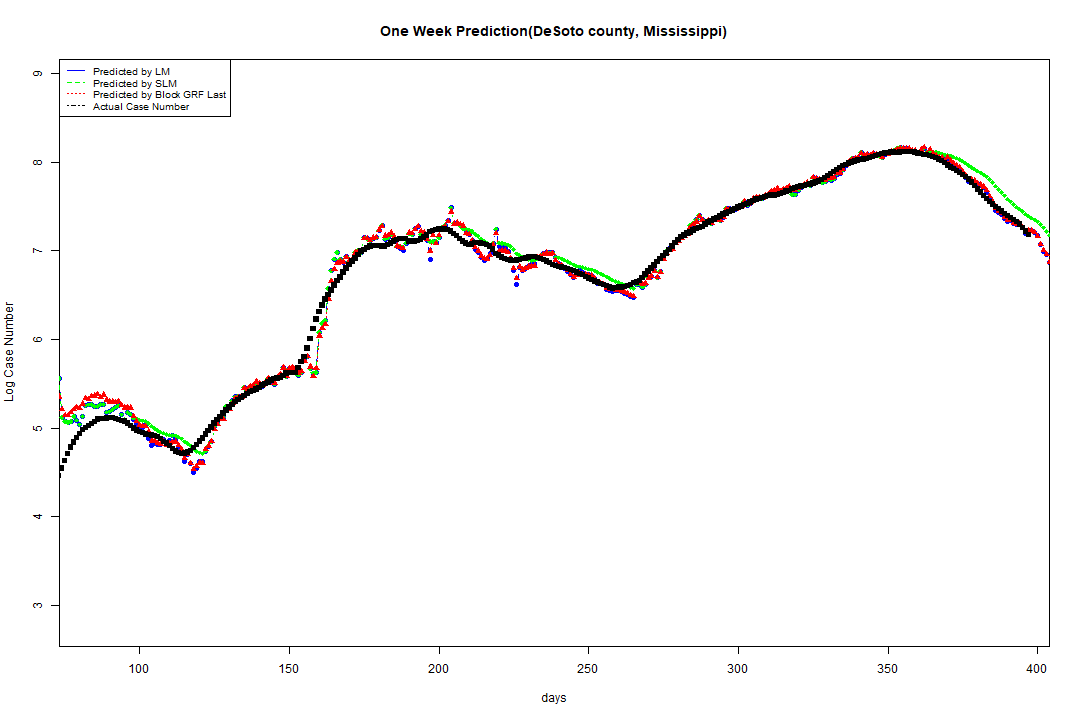 One Week Prediction(DeSoto county, Mississippi)
Predicted by LM
Predicted by SLM
Predicted by Block GRF Last
Actual Case Number
9
8
7
6
5
4
3
Log Case Number
100 150 200 250 300 350 400
days